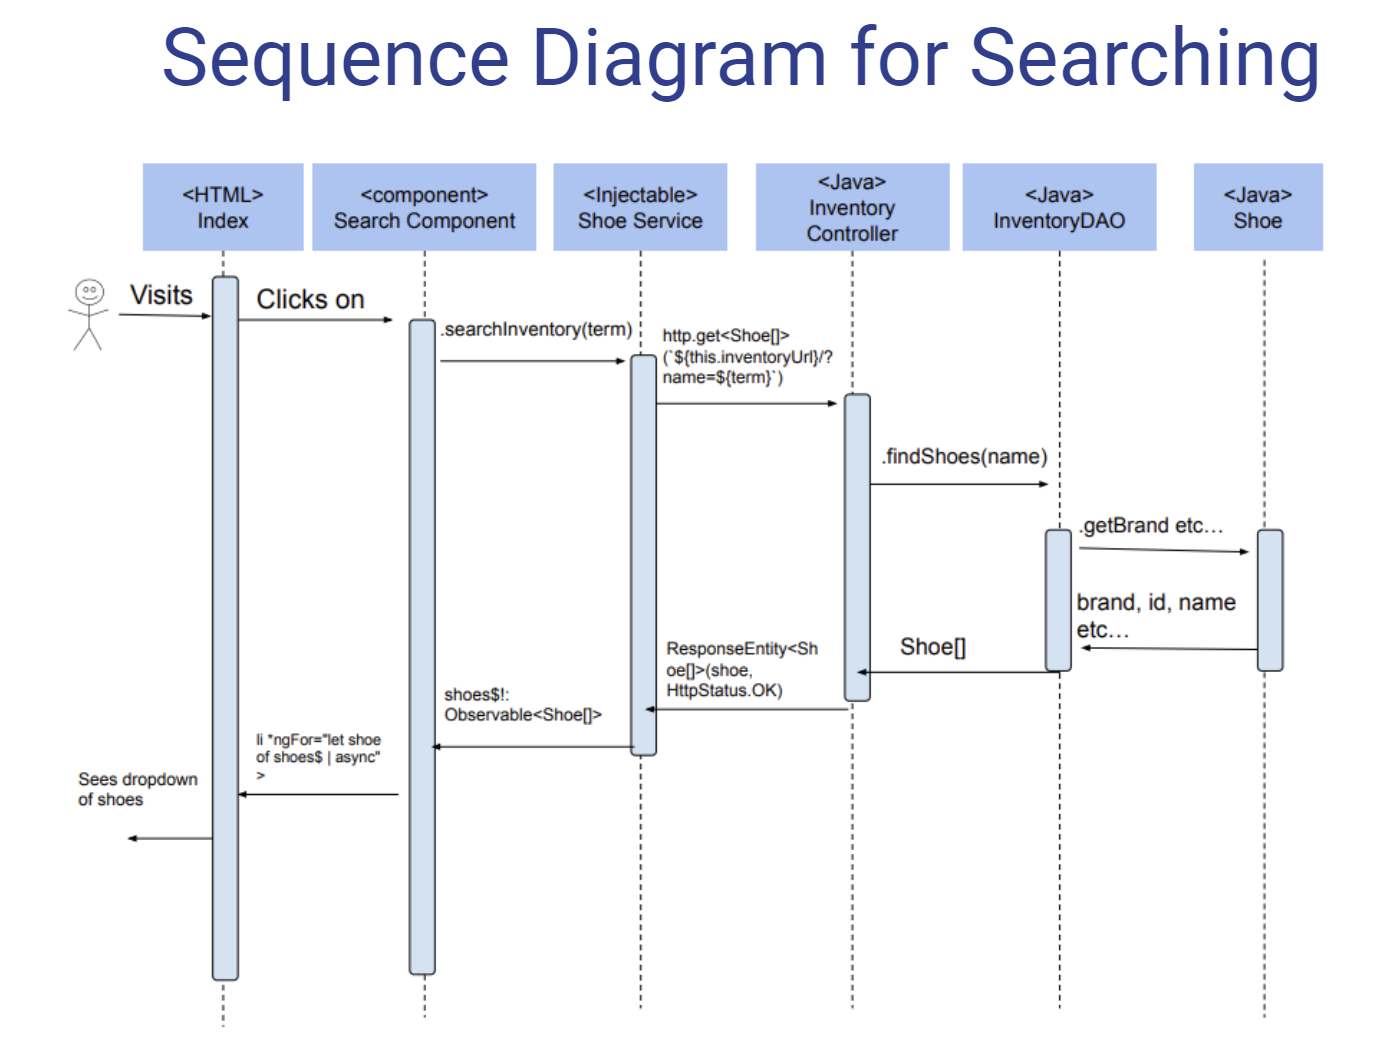 Sequence Diagram for Searching
<HTML>
Index
<component>
Search Component
<Injectable>
Shoe Service
<Java>
Inventory
Controller
<Java>
InventoryDAO
<Java>
Shoe
Visits
Clicks on
.searchInventory(term)
http.get<Shoe[]>
(`${this.inventoryUrl}/?
name=${term}`)
.findShoes(name)
.getBrand etc...
brand, id, name
etc...
Shoe[]
ResponseEntity<Sh
oe[]>(shoe,
HttpStatus.OK)
shoes$!:
Observable<Shoe[]>
li *ngFor="let shoe
of shoes$ | async"
>
Sees dropdown
of shoes